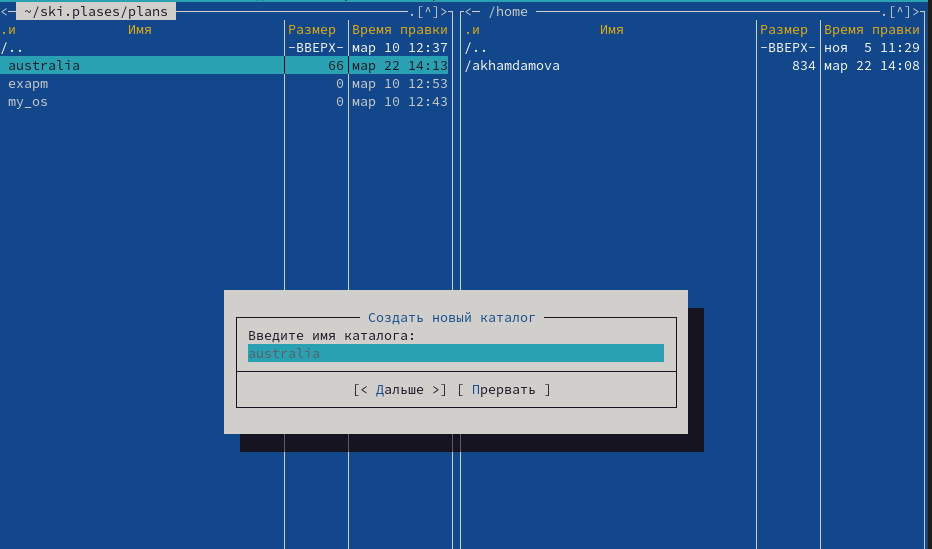 <─ ~/ski.plases/plans ─.[^]>┐┌<─ /home ─.[^]>┐
.и Имя Размер Время правки .и Имя Размер Время правки
/.. -ВВЕРХ- мар 10 12:37 /.. -ВВЕРХ- ноя 5 11:29
australia 66 мар 22 14:13 /akhamdamova 834 мар 22 14:08
exapm 0 мар 10 12:53
my_os 0 мар 10 12:43
Создать новый каталог
Введите имя каталога:
australia
[< Дальше >] [ Прервать ]